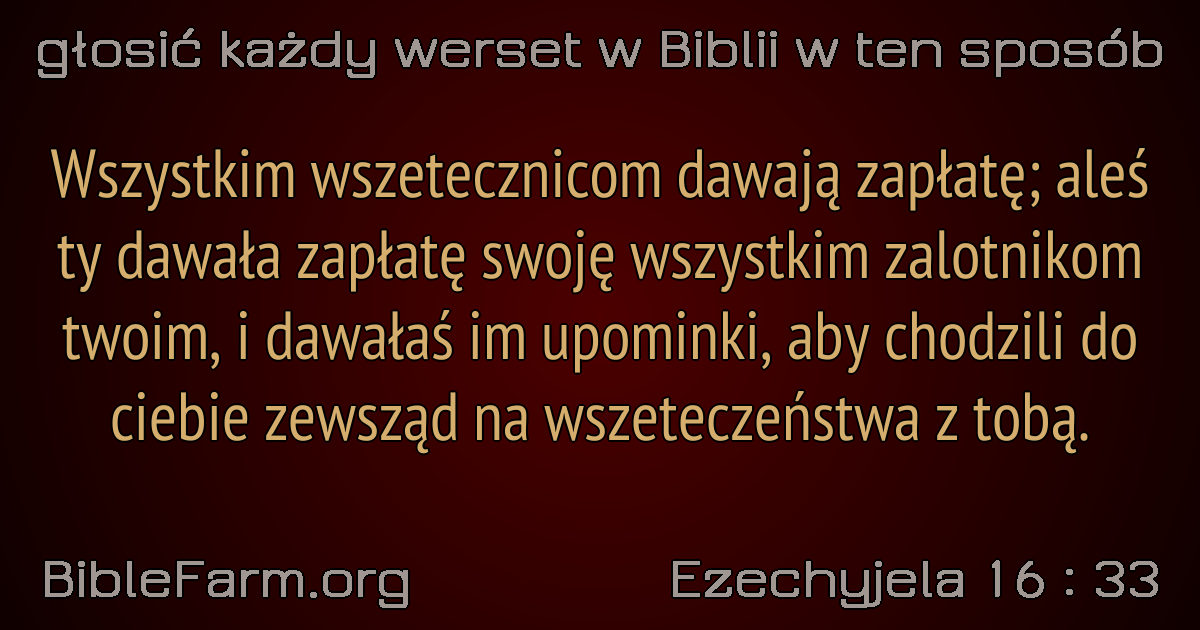 głosić każdy werset w Biblii w ten sposób
Wszystkim wszetecznicom dawają zapłatę; aleś
ty dawała zapłatę swoję wszystkim zalotnikom
twoim, i dawałaś im upominki, aby chodzili do
ciebie zewsząd na wszeteczeństwa z tobą.
BibleFarm.org
Ezechyjela 16 : 33